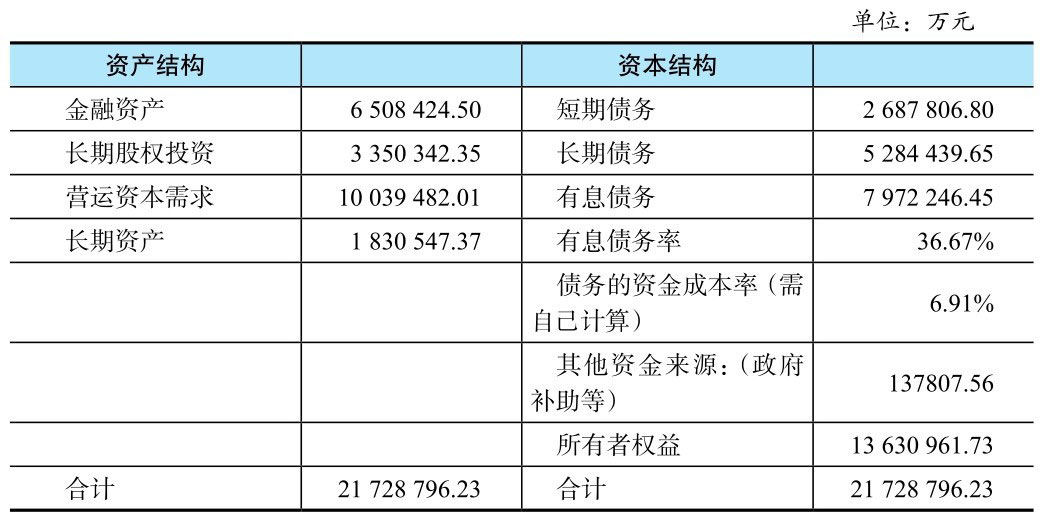 单位：万元
资产结构 资本结构
金融资产 6 508 424.50 短期债务 2 687 806.80
长期股权投资 3 350 342.35 长期债务 5 284 439.65
营运资本需求 10 039 482.01 有息债务 7 972 246.45
长期资产 1 830 547.37 有息债务率 36.67%
债务的资金成本率（需
自己计算） 6.91%
其他资金来源：（政府
补助等） 137807.56
所有者权益 13 630 961.73
合计 21 728 796.23 合计 21 728 796.23